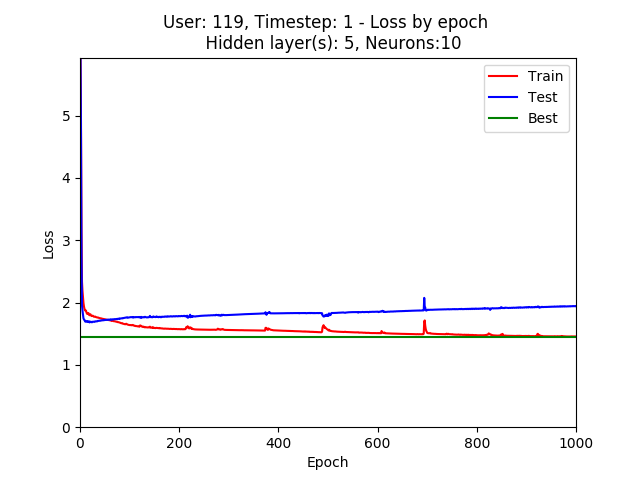 User: 119, Timestep: 1 - Loss by epoch
Hidden layer(s): 5, Neurons:10
Train
Test
Best
5
4
3
2
1
0
Loss
0
200
400
600
800
1000
Epoch